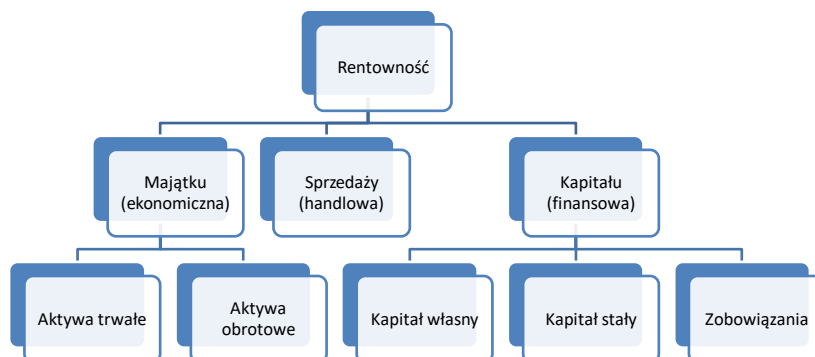 Rentowność
Majątku
(ekonomiczna)
Sprzedaży
(handlowa)
Kapitału
(finansowa)
Aktywa trwałe
Aktywa
obrotowe
Kapitał własny
Kapitał stały
Zobowiązania